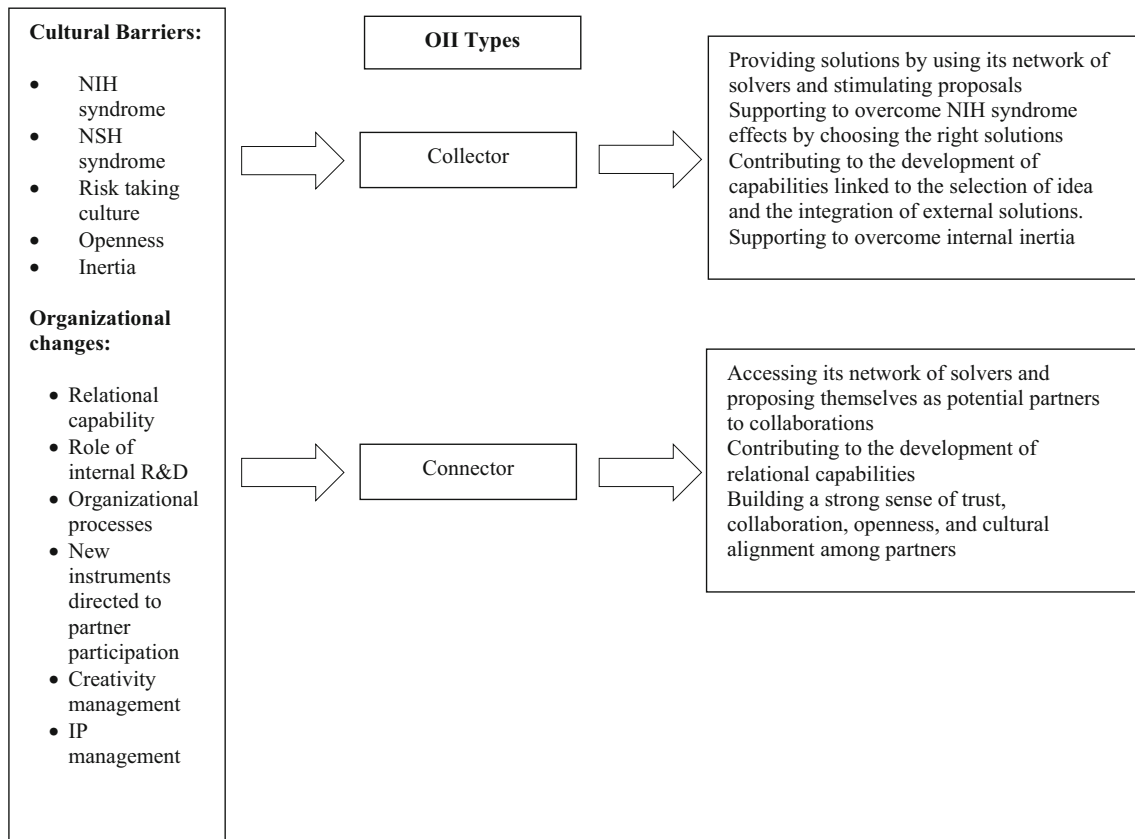 Cultural Barriers:
• NIH
syndrome
• NSH
syndrome
• Risk taking
culture
• Openness
• Inertia
Organizational
changes:
• Relational
capability
• Role of
internal R&D
• Organizational
processes
• New
instruments
directed to
partner
participation
• Creativity
management
• IP
management
OII Types
Collector
Connector
Providing solutions by using its network of
solvers and stimulating proposals
Supporting to overcome NIH syndrome
effects by choosing the right solutions
Contributing to the development of
capabilities linked to the selection of idea
and the integration of external solutions.
Supporting to overcome internal inertia
Accessing its network of solvers and
proposing themselves as potential partners
to collaborations
Contributing to the development of
relational capabilities
Building a strong sense of trust,
collaboration, openness, and cultural
alignment among partners